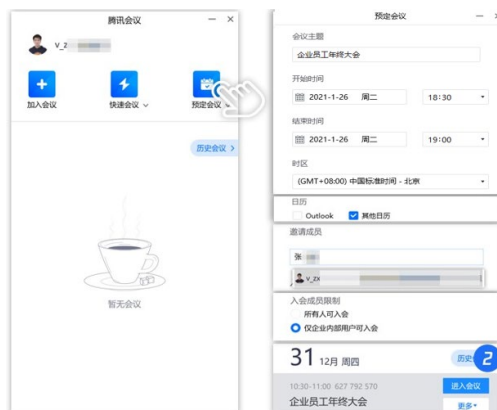 腾讯会议
v_z
加入会议
快速会议
预定会议
历史会议 >
暂无会议
预定会议
会议主题
企业员工年终大会
开始时间
2021-1-26 周二 18:30
结束时间
2021-1-26 周二 19:00
时区
(GMT+08:00) 中国标准时间 - 北京
日历
Outlook 其他日历
邀请成员
张
v_zx
入会成员限制
所有人可入会
仅企业内部用户可入会
31 12月 周四 历史 2
10:30-11:00 627 792 570 进入会议
企业员工年终大会 更多